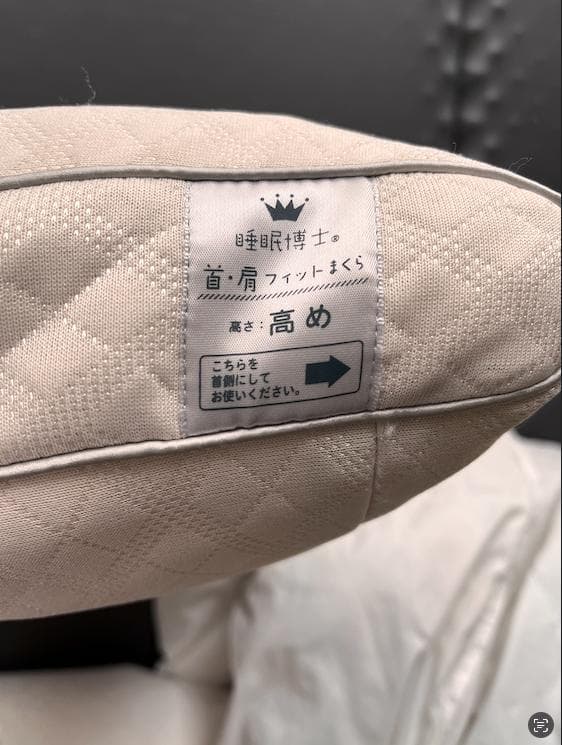 睡眠博士®
首・肩フィットまくら
高さ:高め
こちらを
首側にして
お使いください。